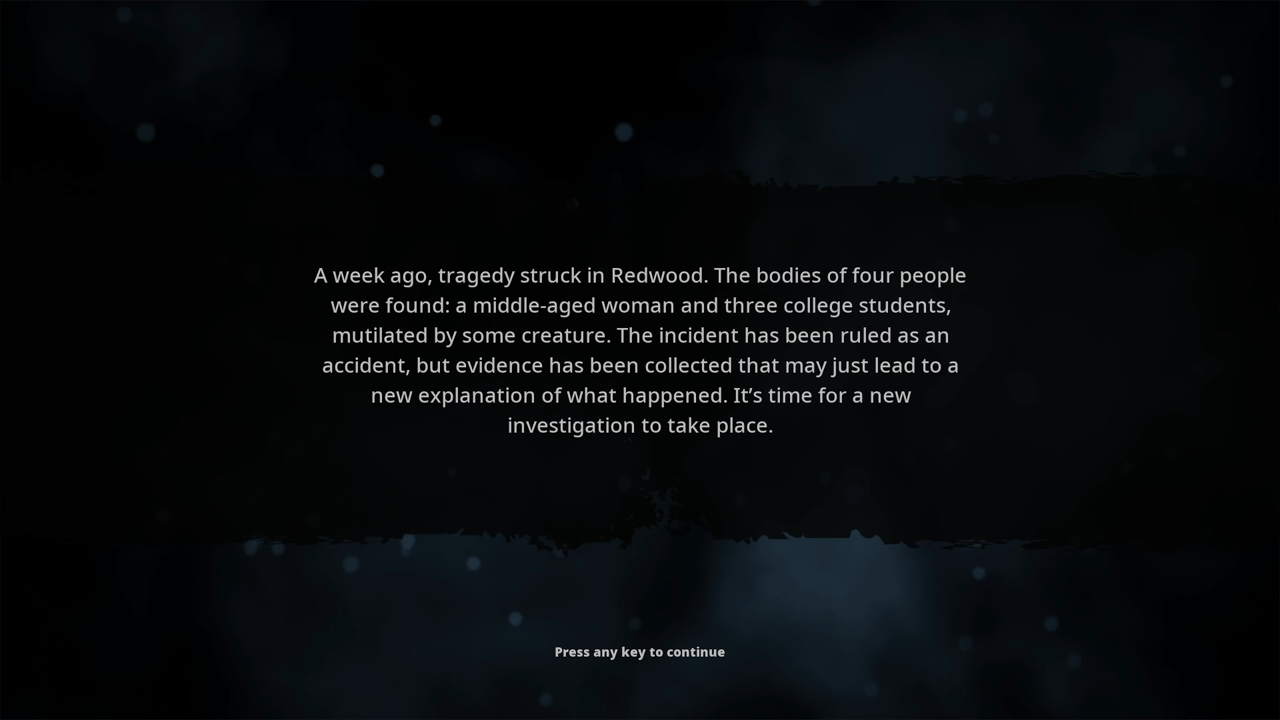 A week ago, tragedy struck in Redwood. The bodies of four people
were found: a middle-aged woman and three college students,
mutilated by some creature. The incident has been ruled as an
accident, but evidence has been collected that may just lead to a
new explanation of what happened. It’s time for a new
investigation to take place.
Press any key to continue